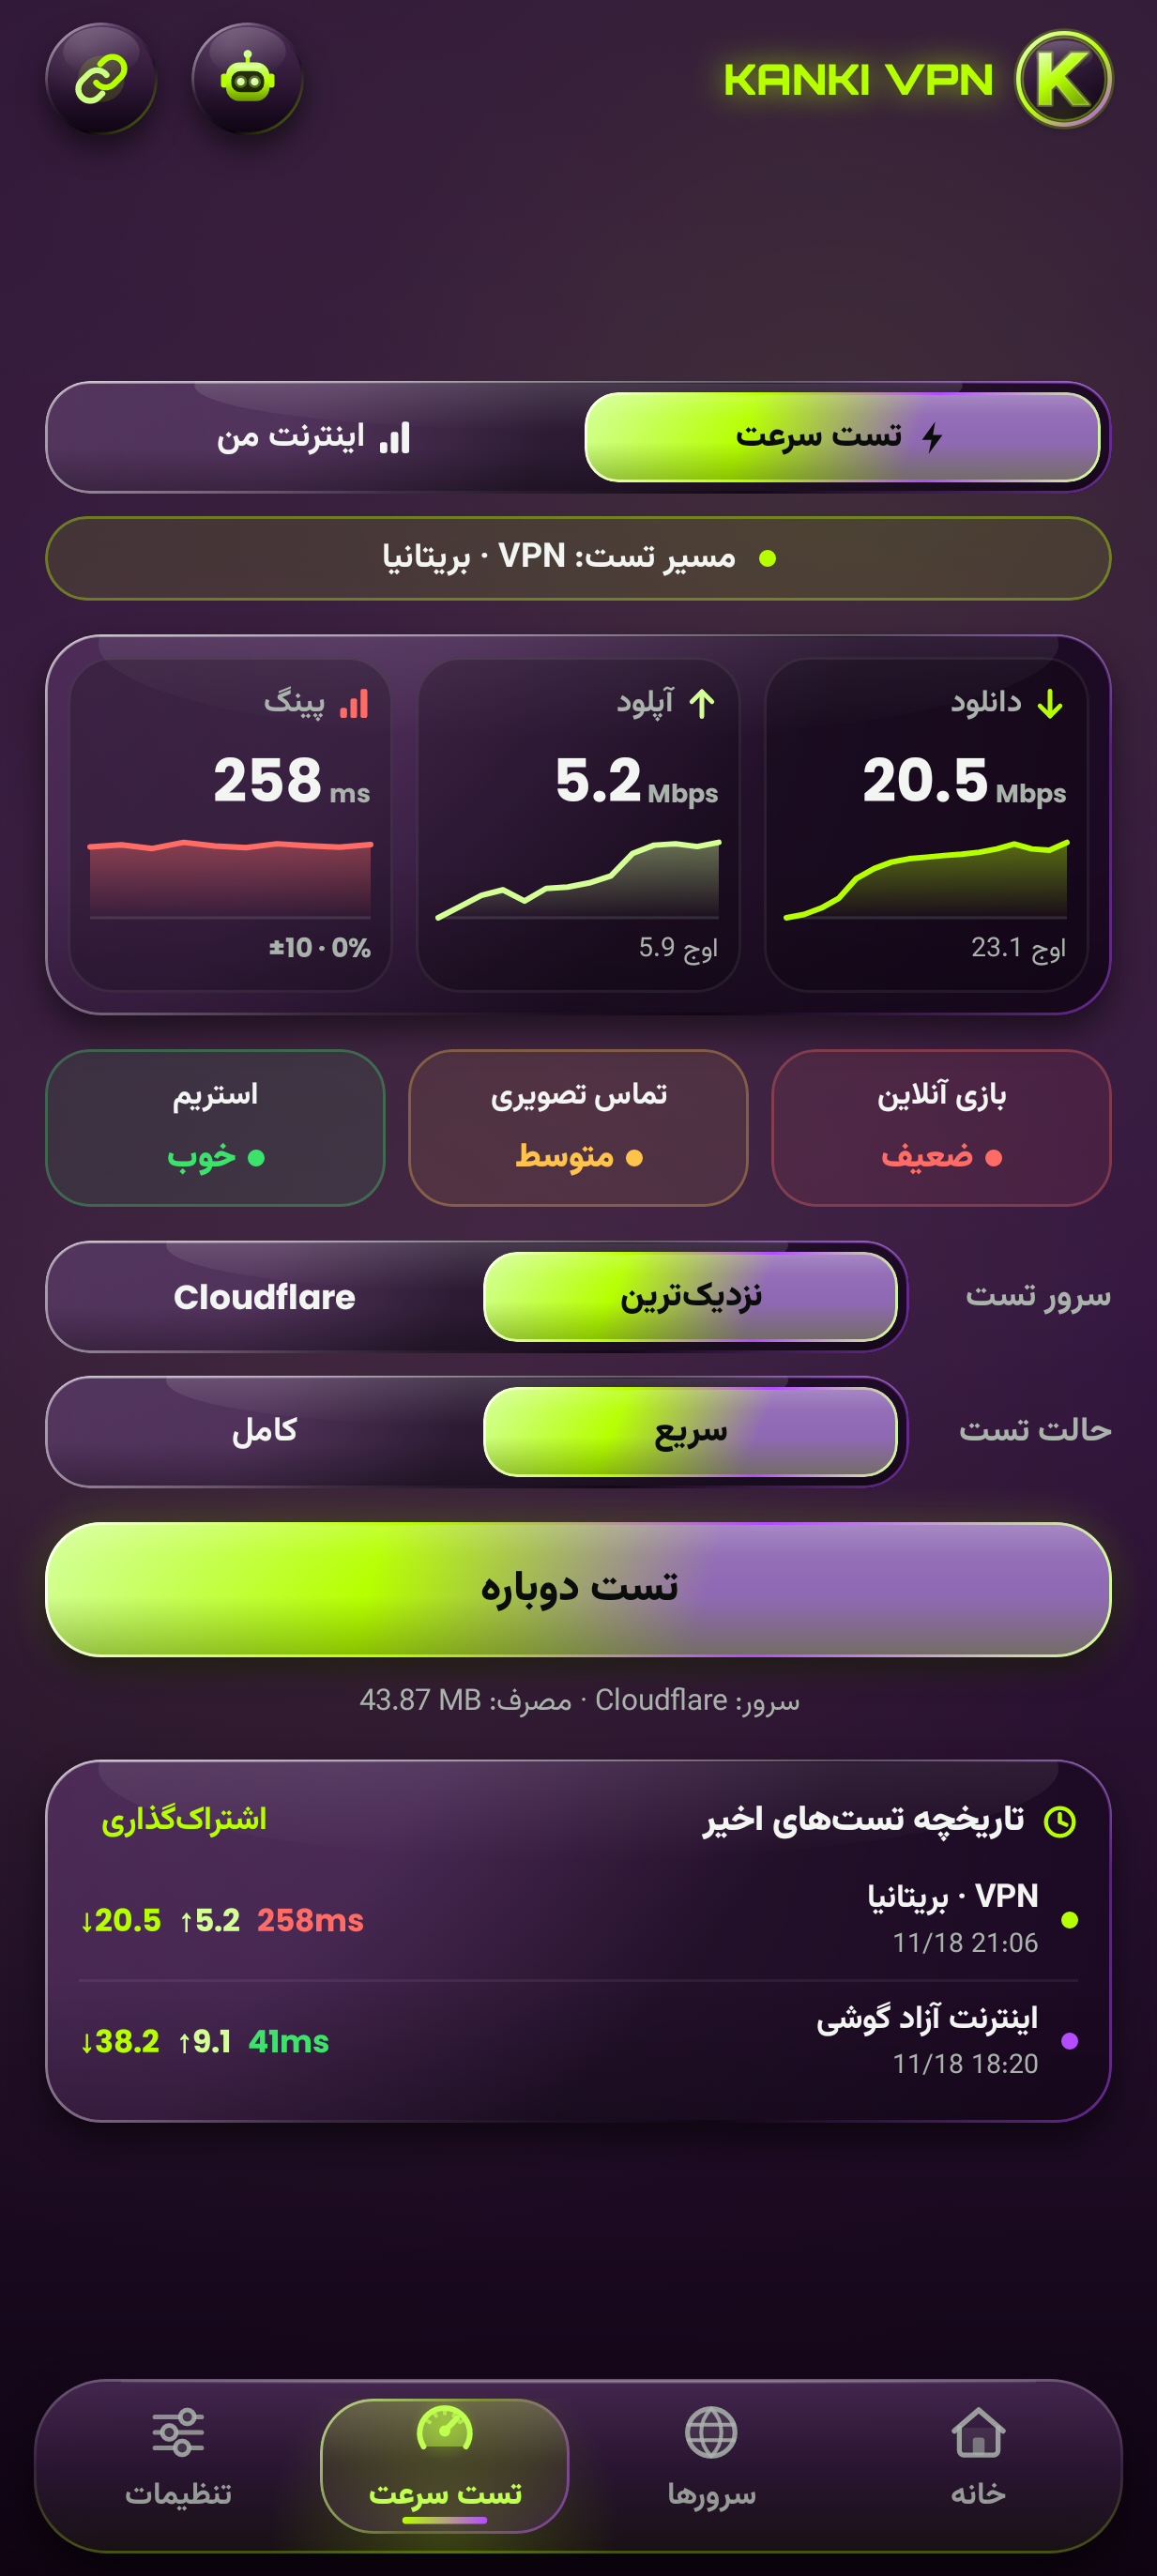 KANKI VPN
تست سرعت
اینترنت من
مسیر تست: VPN · بریتانیا
دانلود
20.5 Mbps
اوج 23.1
آپلود
5.2 Mbps
اوج 5.9
پینگ
258 ms
±10 · 0%
بازی آنلاین
ضعیف
تماس تصویری
متوسط
استریم
خوب
سرور تست
نزدیک‌ترین
Cloudflare
حالت تست
سریع
کامل
تست دوباره
سرور: Cloudflare · مصرف: 43.87 MB
تاریخچه تست‌های اخیر
اشتراک‌گذاری
VPN · بریتانیا
11/18 21:06
↓20.5 ↑5.2 258ms
اینترنت آزاد گوشی
11/18 18:20
↓38.2 ↑9.1 41ms
خانه
سرورها
تست سرعت
تنظیمات